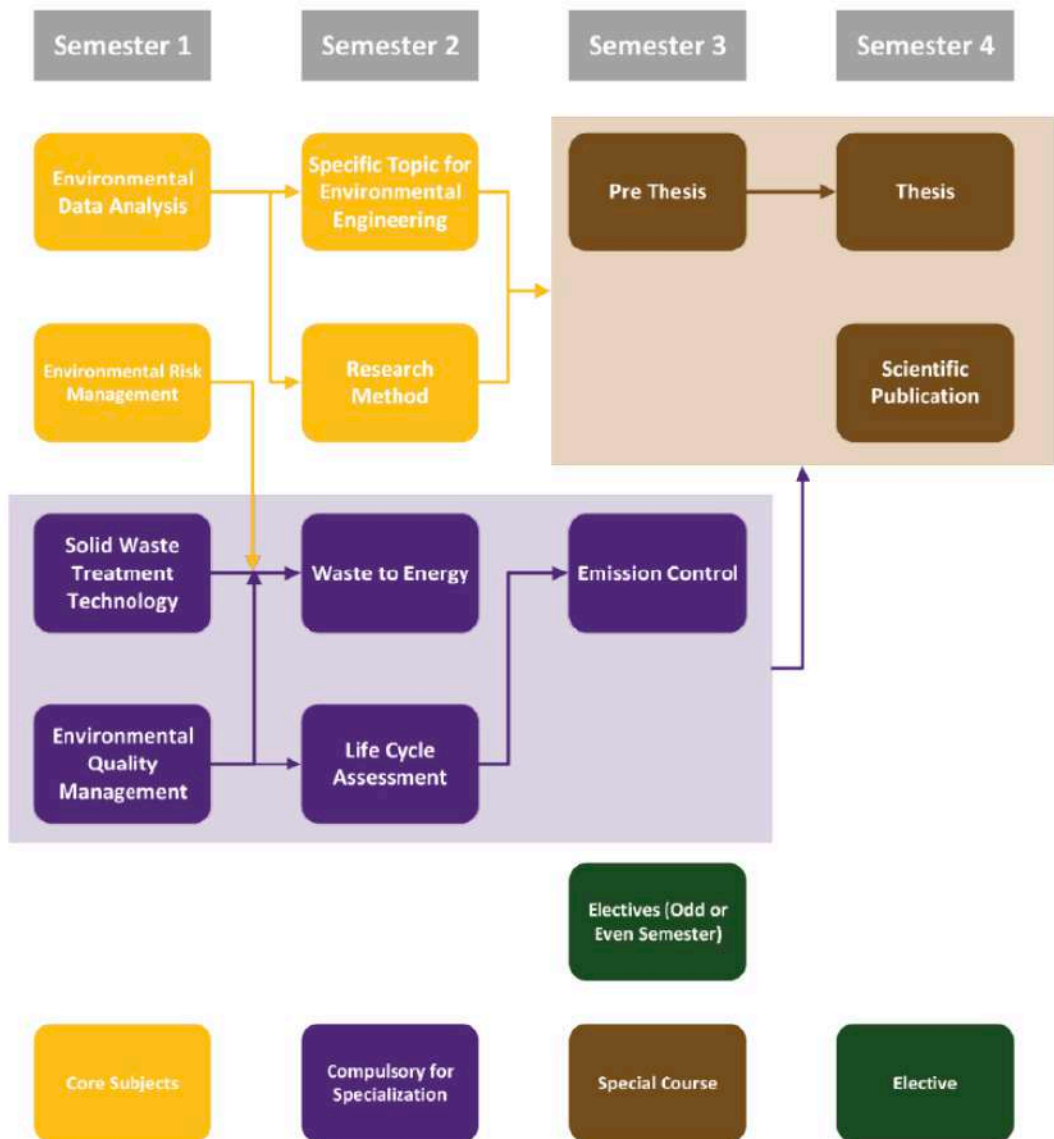 Semester 1
Semester 2
Semester 3
Semester 4
Environmental
Data Analysis
Specific Topic for
Environmental
Engineering
Pre Thesis
Thesis
Environmental Risk
Management
Research
Method
Scientific
Publication
Solid Waste
Treatment
Technology
Waste to Energy
Emission Control
Environmental
Quality
Management
Life Cycle
Assessment
Electives (Odd or
Even Semester)
Core Subjects
Compulsory for
Specialization
Special Course
Elective